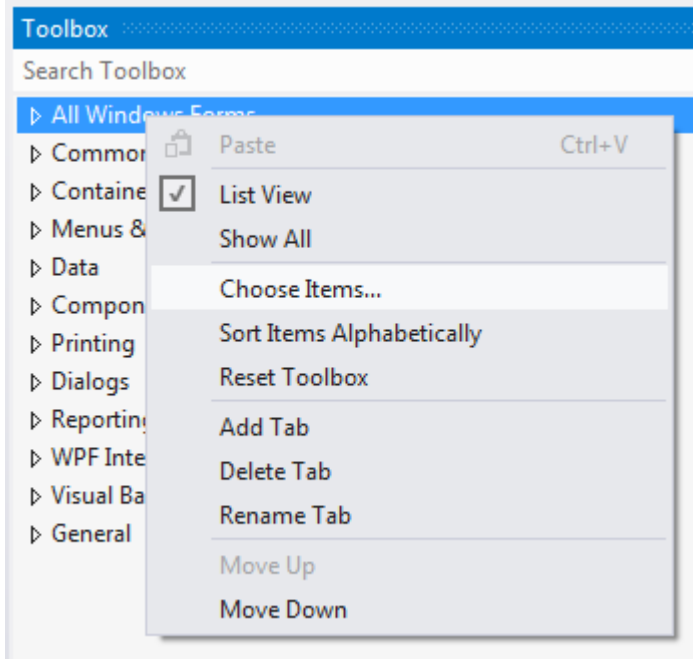 Toolbox
Search Toolbox
All Windows Forms
Common
Containe
Menus &
Data
Compon
Printing
Dialogs
Reporting
WPF Inte
Visual Ba
General
Paste Ctrl+V
List View
Show All
Choose Items...
Sort Items Alphabetically
Reset Toolbox
Add Tab
Delete Tab
Rename Tab
Move Up
Move Down